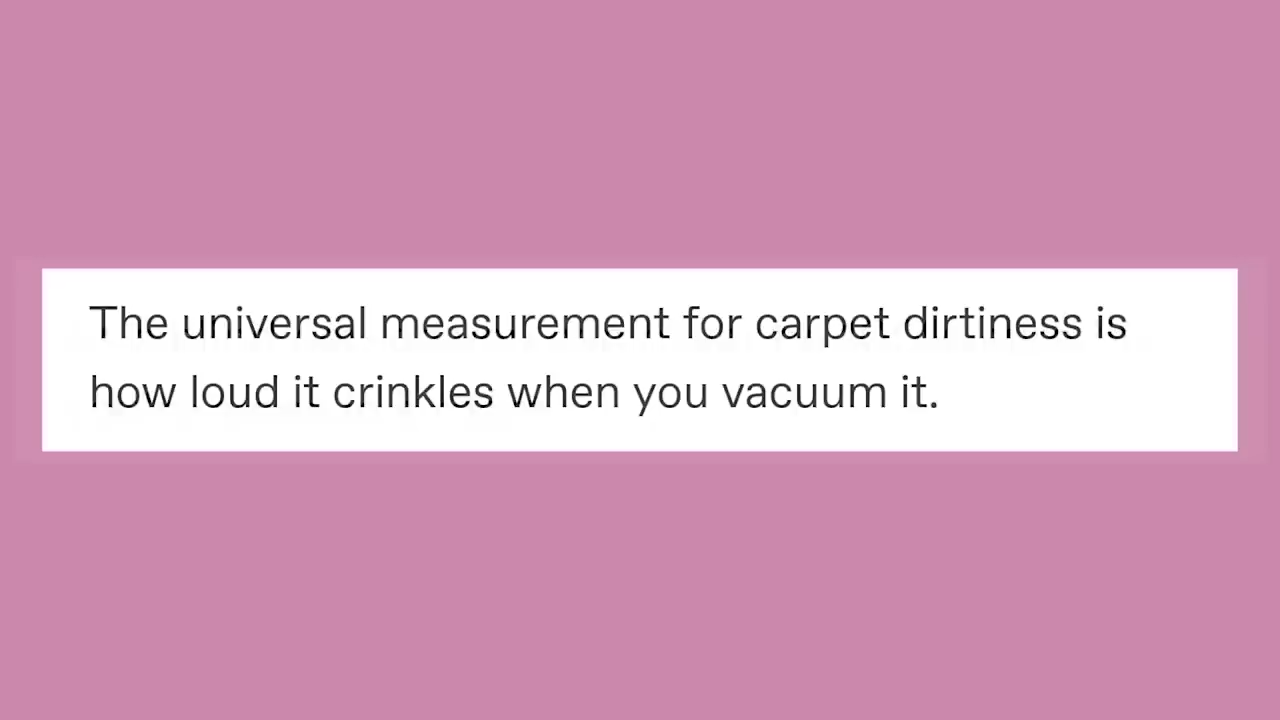 The universal measurement for carpet dirtiness is
how loud it crinkles when you vacuum it.